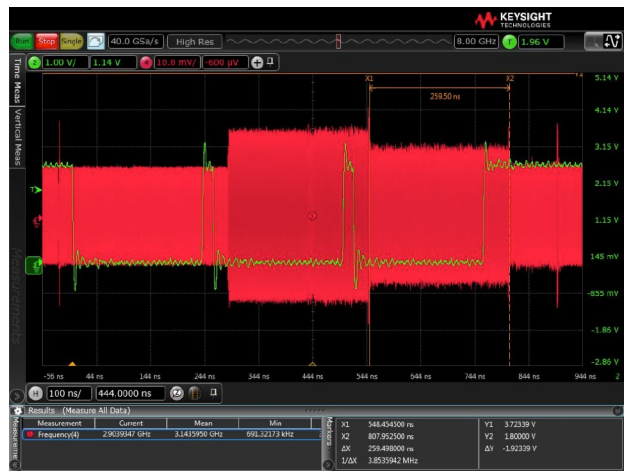 KEYSIGHT
TECHNOLOGIES
Run Stop Single 40.0 GSa/s High Res 8.00 GHz T 1.96 V
2 1.00 V/ 1.14 V 4 10.0 mV/ -600 µV
Time Meas
Vertical Meas
Measurements
X1 X2
259.50 ns
5.14 V
4.14 V
3.15 V
2.15 V
1.15 V
145 mV
-855 mV
-1.86 V
-2.86 V
-56 ns 44 ns 144 ns 244 ns 344 ns 444 ns 544 ns 644 ns 744 ns 844 ns 944 ns 2
H 100 ns/ 444.0000 ns
Results (Measure All Data)
Measurement Current Mean Min
Frequency(4) 2.9039347 GHz 3.1435950 GHz 691.32173 kHz
Markers
X1 548.454500 ns Y1 3.72339 V
X2 807.952500 ns Y2 1.80000 V
ΔX 259.498000 ns ΔY -1.92339 V
1/ΔX 3.8535942 MHz